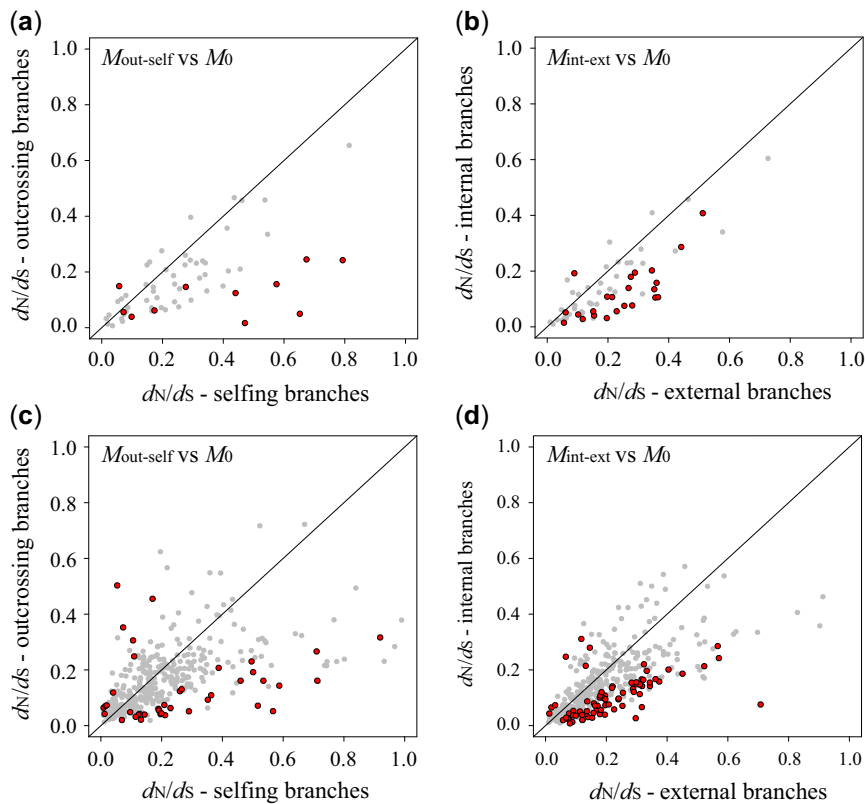 (a)
M out-self vs M0
dN/dS - outcrossing branches
1.0
0.8
0.6
0.4
0.2
0.0
0.0 0.2 0.4 0.6 0.8 1.0
dN/dS - selfing branches
(b)
M int-ext vs M0
dN/dS - internal branches
1.0
0.8
0.6
0.4
0.2
0.0
0.0 0.2 0.4 0.6 0.8 1.0
dN/dS - external branches
(c)
M out-self vs M0
dN/dS - outcrossing branches
1.0
0.8
0.6
0.4
0.2
0.0
0.0 0.2 0.4 0.6 0.8 1.0
dN/dS - selfing branches
(d)
M int-ext vs M0
dN/dS - internal branches
1.0
0.8
0.6
0.4
0.2
0.0
0.0 0.2 0.4 0.6 0.8 1.0
dN/dS - external branches